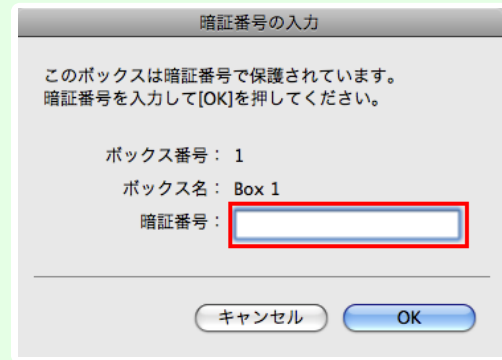 暗証番号の入力
このボックスは暗証番号で保護されています。
暗証番号を入力して[OK]を押してください。
ボックス番号： 1
ボックス名： Box 1
暗証番号：
キャンセル OK